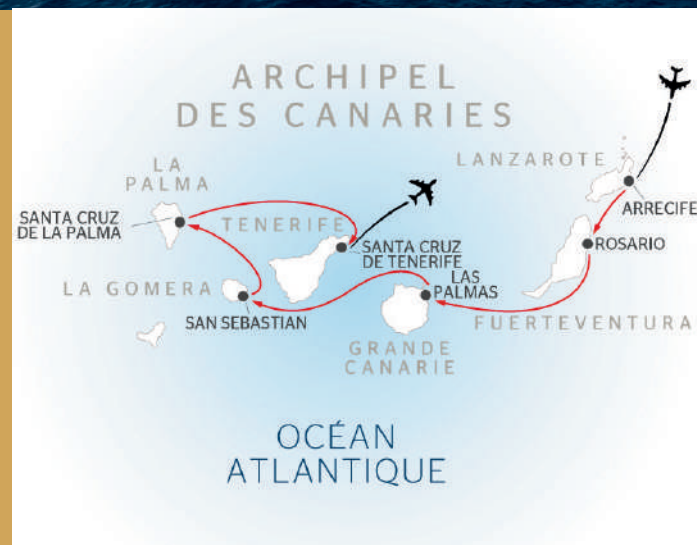 ARCHIPEL
DES CANARIES
LANZAROTE
LA
PALMA
ARRECIFE
SANTA CRUZ
DE LA PALMA
TENERIFE
ROSARIO
SANTA CRUZ
DE TENERIFE
LAS
PALMAS
LA GOMERA
SAN SEBASTIAN
FUERTEVENTURA
GRANDE
CANARIE
OCÉAN
ATLANTIQUE